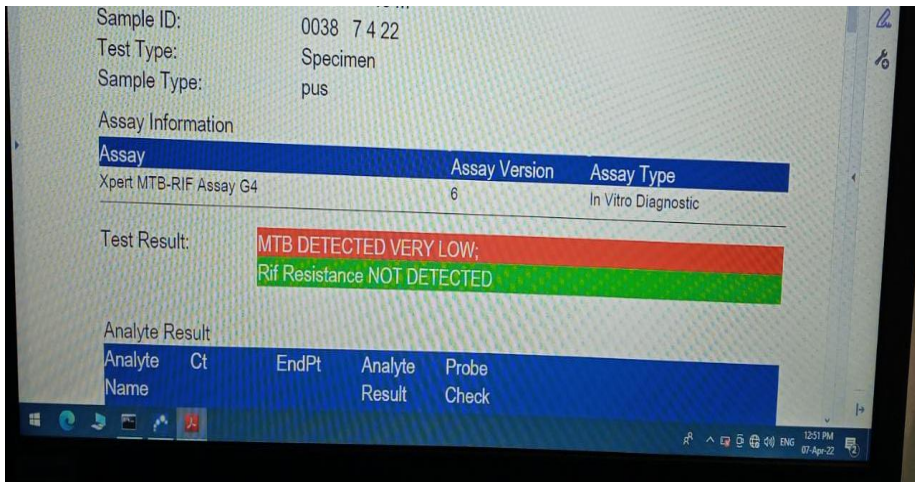 Sample ID: 0038 7 4 22
Test Type: Specimen
Sample Type: pus
Assay Information
Assay Assay Version Assay Type
Xpert MTB-RIF Assay G4 6 In Vitro Diagnostic
Test Result: MTB DETECTED VERY LOW;
Rif Resistance NOT DETECTED
Analyte Result
Analyte Name Ct EndPt Analyte Result Probe Check
ENG 12:51 PM
07-Apr-22